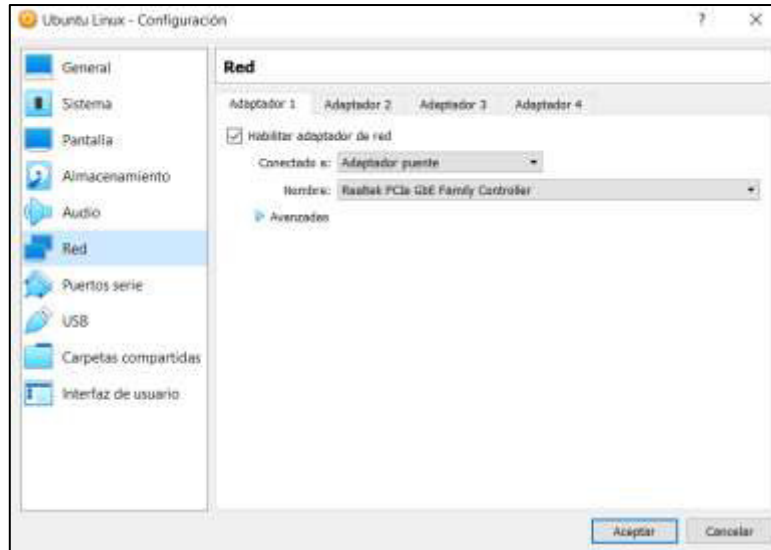 Ubuntu Linux - Configuración
?
General
Sistema
Pantalla
Almacenamiento
Audio
Red
Puertos serie
USB
Carpetas compartidas
Interfaz de usuario
Red
Adaptador 1 Adaptador 2 Adaptador 3 Adaptador 4
Habilitar adaptador de red
Conectado a: Adaptador puente
Nombre: Realtek PCIe GbE Family Controller
Avanzadas
Aceptar Cancelar